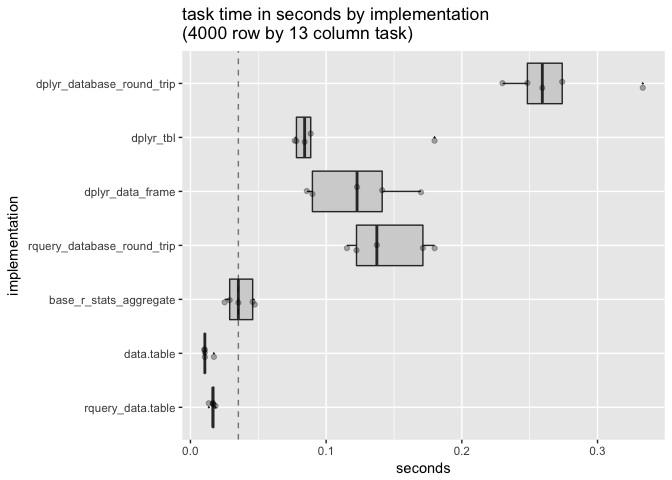 task time in seconds by implementation
(4000 row by 13 column task)
dplyr_database_round_trip
dplyr_tbl
dplyr_data_frame
rquery_database_round_trip
base_r_stats_aggregate
data.table
rquery_data.table
implementation
0.0 0.1 0.2 0.3
seconds